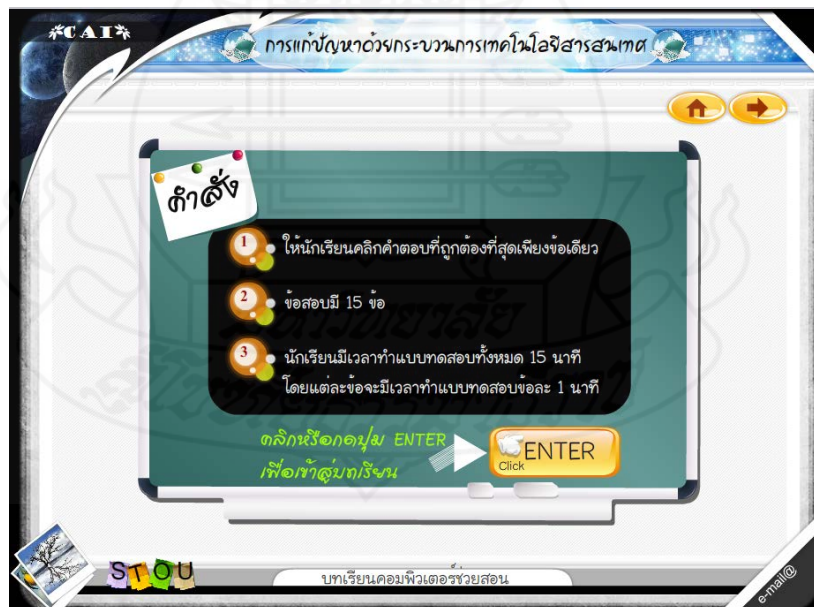 CAI
การแก้ปัญหาด้วยกระบวนการเทคโนโลยีสารสนเทศ
คำสั่ง
1 ให้นักเรียนคลิกคำตอบที่ถูกต้องที่สุดเพียงข้อเดียว
2 ข้อสอบมี 15 ข้อ
3 นักเรียนมีเวลาทำแบบทดสอบทั้งหมด 15 นาที
โดยแต่ละข้อจะมีเวลาทำแบบทดสอบข้อละ 1 นาที
คลิกหรือกดปุ่ม ENTER
เพื่อเข้าสู่บทเรียน
ENTER
Click
STOU
บทเรียนคอมพิวเตอร์ช่วยสอน
e-mail@